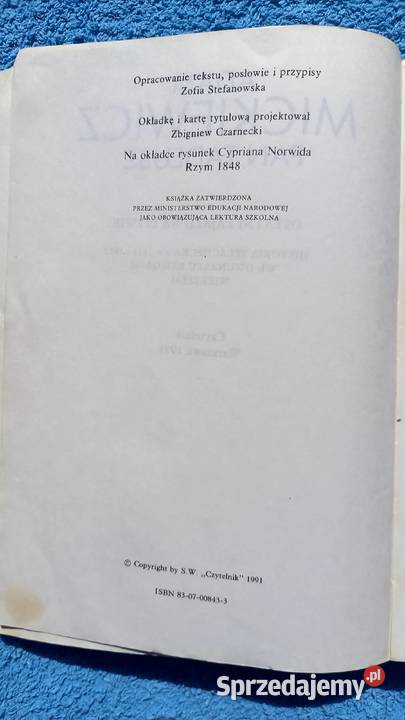 Opracowanie tekstu, posłowie i przypisy
Zofia Stefanowska
Okładkę i kartę tytułową projektował
Zbigniew Czarnecki
Na okładce rysunek Cypriana Norwida
Rzym 1848
KSIĄŻKA ZATWIERDZONA
PRZEZ MINISTERSTWO EDUKACJI NARODOWEJ
JAKO OBOWIĄZUJĄCA LEKTURA SZKOLNA
© Copyright by S.W. „Czytelnik” 1991
ISBN 83-07-00843-3
Sprzedajemy.pl